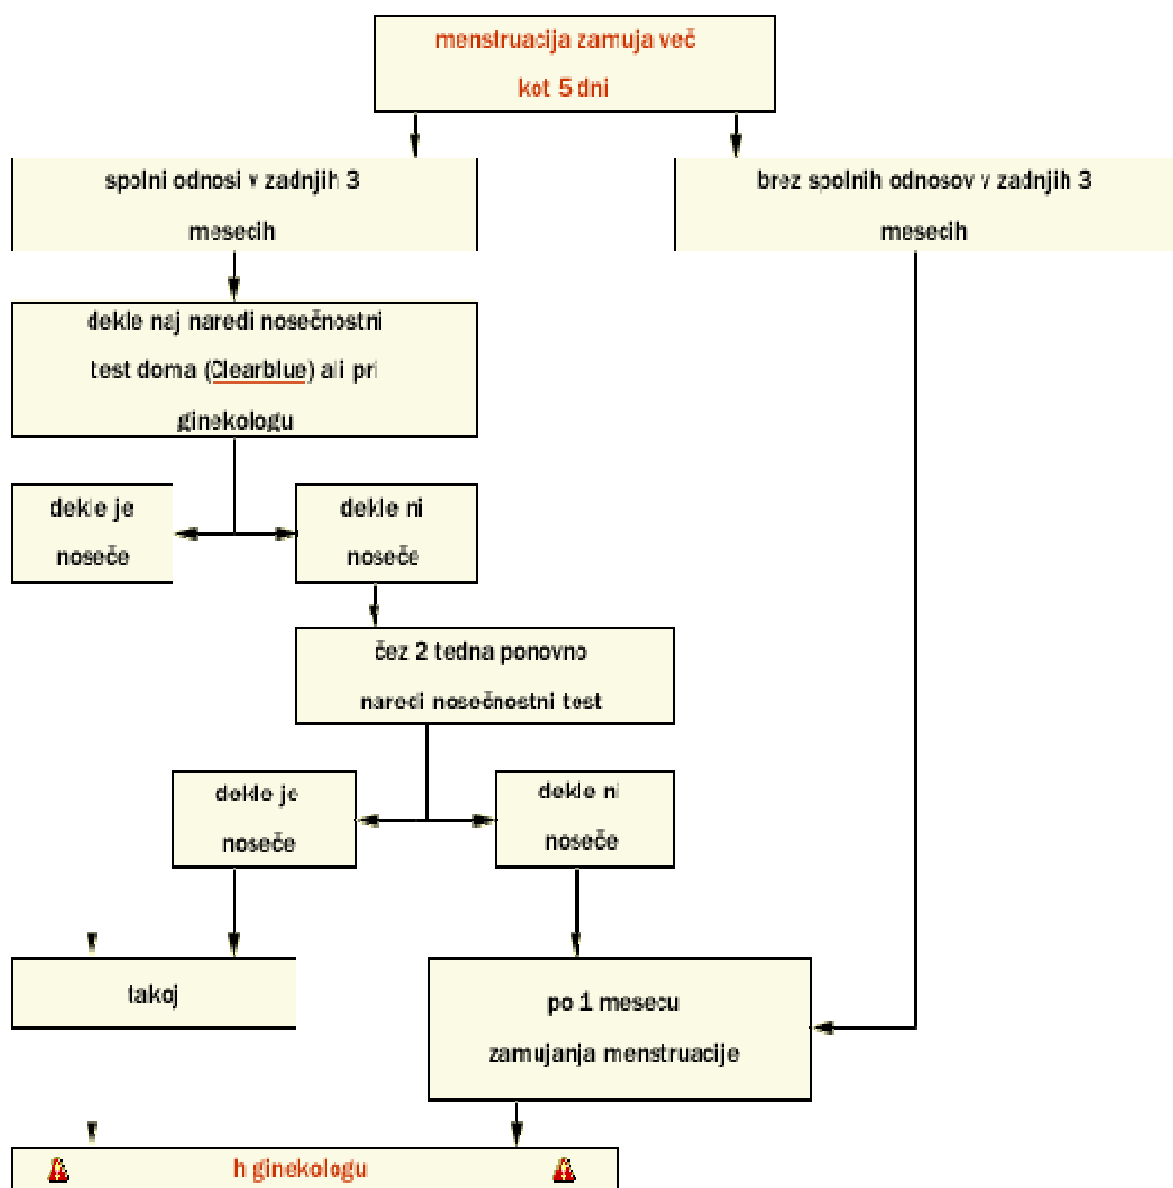 menstruacija zamuja več
kot 5 dni
spolni odnosi v zadnjih 3
mesecih
brez spolnih odnosov v zadnjih 3
mesecih
dekle naj naredi nosečnostni
test doma (Clearblue) ali pri
ginekologu
dekle je
noseče
dekle ni
noseče
čez 2 tedna ponovno
naredi nosečnostni test
dekle je
noseče
dekle ni
noseče
takoj
po 1 mesecu
zamujanja menstruacije
h ginekologu